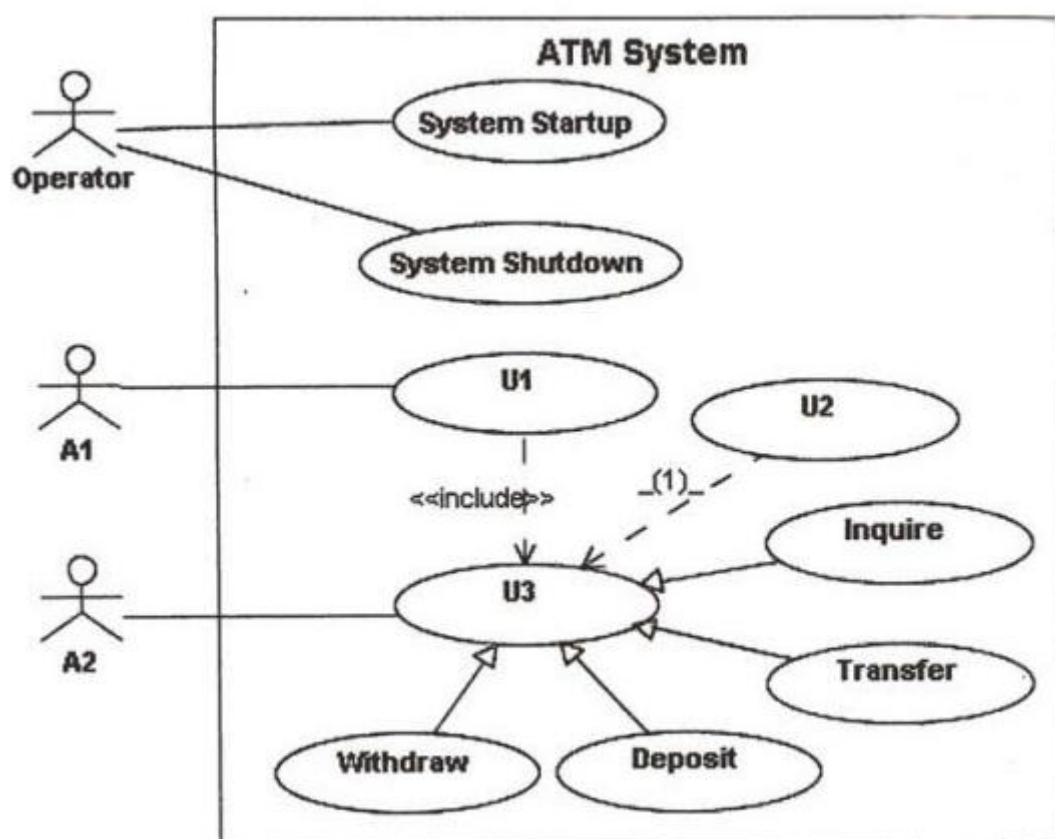 ATM System
System Startup
Operator
System Shutdown
U1
U2
A1
_(1)_
<<include>>
Inquire
U3
A2
Transfer
Withdraw
Deposit